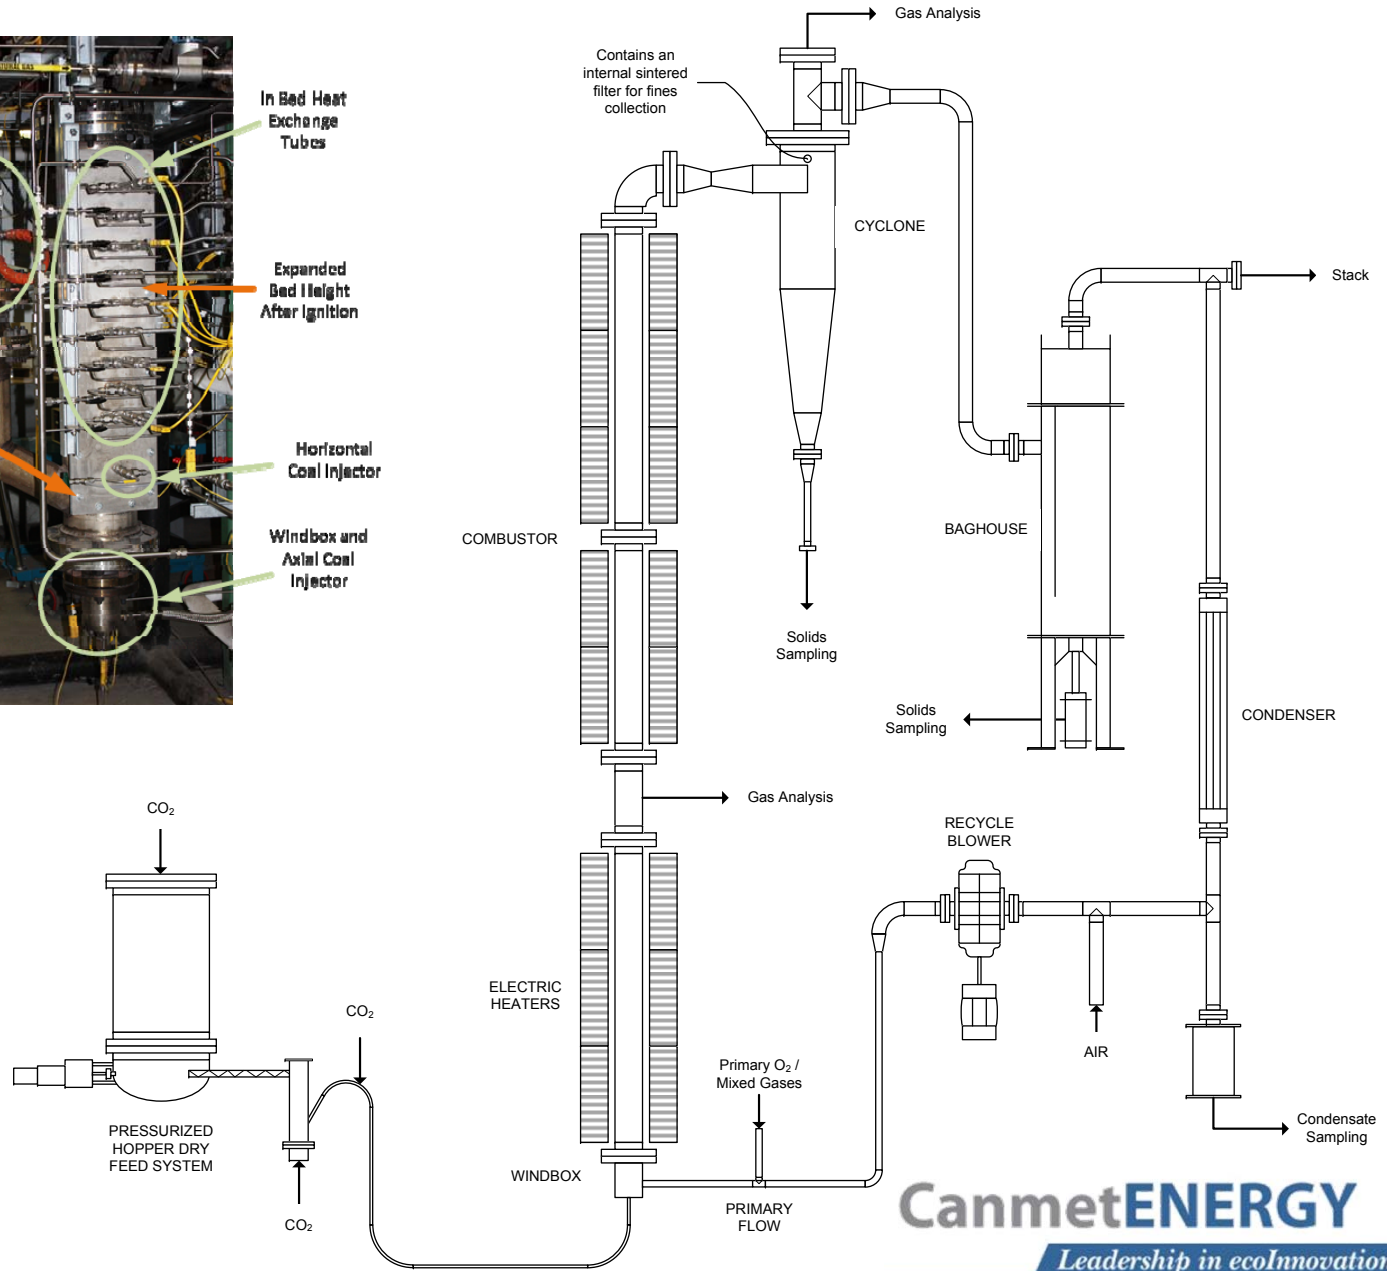 Gas Analysis
Contains an
internal sintered
filter for fines
collection
In Bed Heat
Exchange
Tubes
CYCLONE
Expanded
Bed Height
After Ignition
Stack
Horizontal
Coal Injector
COMBUSTOR
BAGHOUSE
Windbox and
Axial Coal
Injector
Solids
Sampling
Solids
Sampling
CONDENSER
Gas Analysis
CO2
RECYCLE
BLOWER
ELECTRIC
HEATERS
CO2
AIR
Primary O2 /
Mixed Gases
PRESSURIZED
HOPPER DRY
FEED SYSTEM
Condensate
Sampling
WINDBOX
CO2
PRIMARY
FLOW
CanmetENERGY
Leadership in ecoInnovation